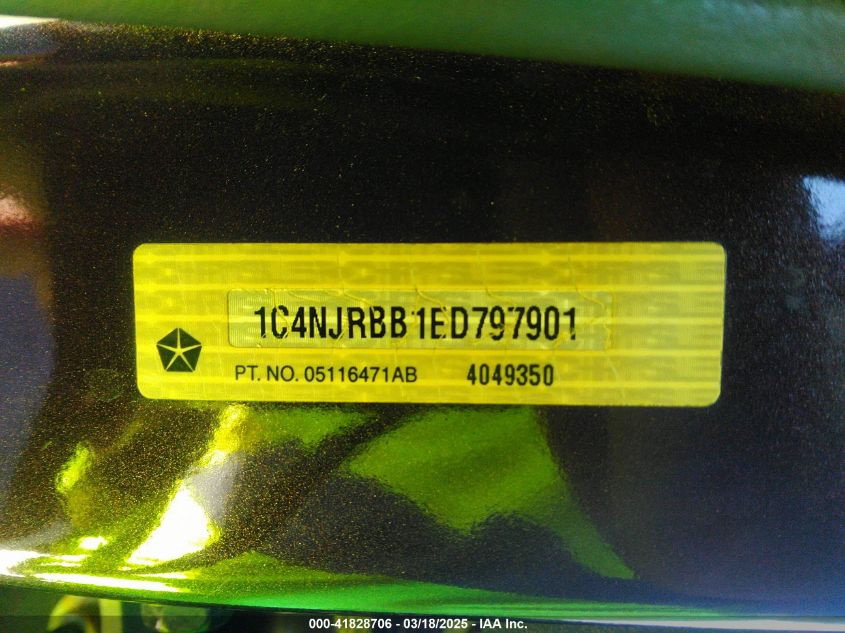 1C4NJRBB1ED797901
PT. NO. 05116471AB 4049350
000-41828706 - 03/18/2025 - IAA Inc.